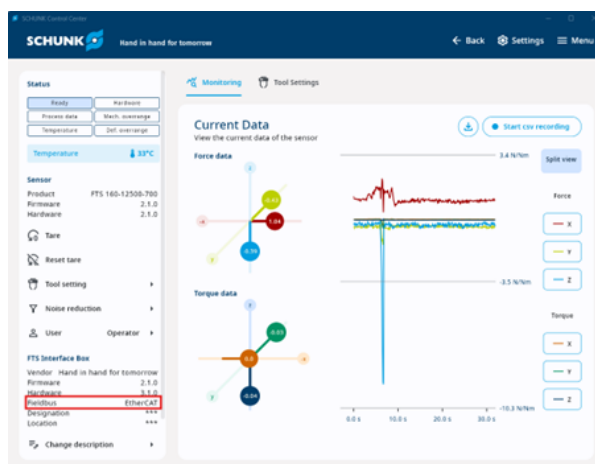 SCHUNK Control Center
SCHUNK Hand in hand for tomorrow
Back Settings Menu
Status
Ready Hardware
Process data Mech. overrange
Temperature Def. overrange
Temperature 33°C
Sensor
Product FTS 160-12500-700
Firmware 2.1.0
Hardware 2.1.0
Tare
Reset tare
Tool setting
Noise reduction
User Operator
FTS Interface Box
Vendor Hand in hand for tomorrow
Firmware 2.1.0
Hardware 3.1.0
Fieldbus EtherCAT
Designation ***
Location ***
Change description
Monitoring Tool Settings
Current Data
View the current data of the sensor
Start csv recording
Force data
z
-0.43
-x
1.04
y
-0.59
Torque data
z
-0.03
0.0
-x
y
-0.04
3.4 N/Nm
-3.5 N/Nm
-10.3 N/Nm
0.0 s 10.0 s 20.0 s 30.0 s
Split view
Force
X
Y
Z
Torque
X
Y
Z